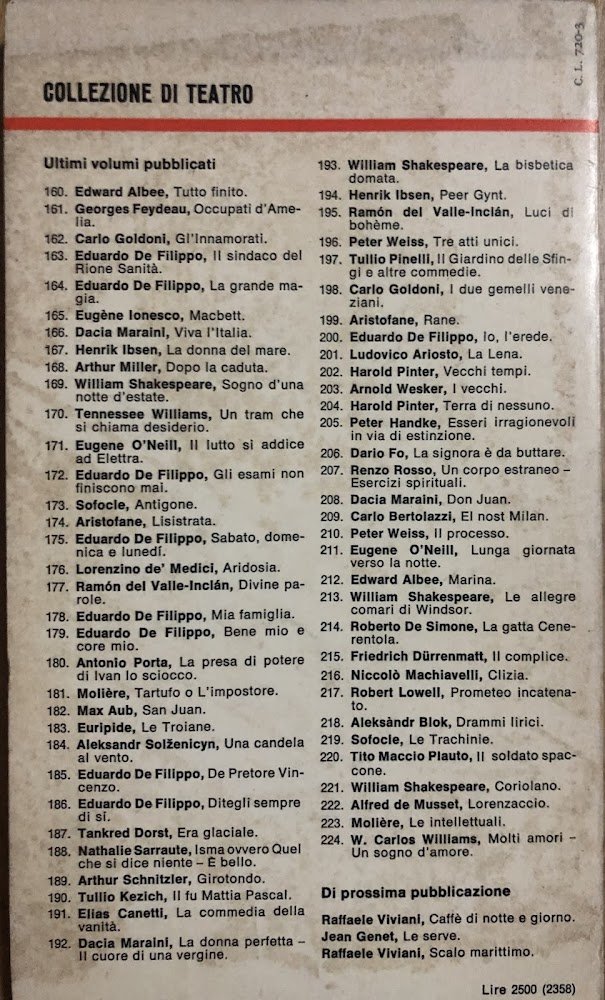 C. L. 720-3
COLLEZIONE DI TEATRO
Ultimi volumi pubblicati
160. Edward Albee, Tutto finito.
161. Georges Feydeau, Occupati d'Ame-
lia.
162. Carlo Goldoni, Gl'Innamorati.
163. Eduardo De Filippo, Il sindaco del
Rione Sanità.
164. Eduardo De Filippo, La grande ma-
gia.
165. Eugène Ionesco, Macbett.
166. Dacia Maraini, Viva l'Italia.
167. Henrik Ibsen, La donna del mare.
168. Arthur Miller, Dopo la caduta.
169. William Shakespeare, Sogno d'una
notte d'estate.
170. Tennessee Williams, Un tram che
si chiama desiderio.
171. Eugene O'Neill, Il lutto si addice
ad Elettra.
172. Eduardo De Filippo, Gli esami non
finiscono mai.
173. Sofocle, Antigone.
174. Aristofane, Lisistrata.
175. Eduardo De Filippo, Sabato, dome-
nica e lunedí.
176. Lorenzino de' Medici, Aridosia.
177. Ramón del Valle-Inclán, Divine pa-
role.
178. Eduardo De Filippo, Mia famiglia.
179. Eduardo De Filippo, Bene mio e
core mio.
180. Antonio Porta, La presa di potere
di Ivan lo sciocco.
181. Molière, Tartufo o L'impostore.
182. Max Aub, San Juan.
183. Euripide, Le Troiane.
184. Aleksandr Solženicyn, Una candela
al vento.
185. Eduardo De Filippo, De Pretore Vin-
cenzo.
186. Eduardo De Filippo, Ditegli sempre
di sí.
187. Tankred Dorst, Era glaciale.
188. Nathalie Sarraute, Isma ovvero Quel
che si dice niente – È bello.
189. Arthur Schnitzler, Girotondo.
190. Tullio Kezich, Il fu Mattia Pascal.
191. Elias Canetti, La commedia della
vanità.
192. Dacia Maraini, La donna perfetta –
Il cuore di una vergine.
193. William Shakespeare, La bisbetica
domata.
194. Henrik Ibsen, Peer Gynt.
195. Ramón del Valle-Inclán, Luci di
bohème.
196. Peter Weiss, Tre atti unici.
197. Tullio Pinelli, Il Giardino delle Sfin-
gi e altre commedie.
198. Carlo Goldoni, I due gemelli vene-
ziani.
199. Aristofane, Rane.
200. Eduardo De Filippo, Io, l'erede.
201. Ludovico Ariosto, La Lena.
202. Harold Pinter, Vecchi tempi.
203. Arnold Wesker, I vecchi.
204. Harold Pinter, Terra di nessuno.
205. Peter Handke, Esseri irragionevoli
in via di estinzione.
206. Dario Fo, La signora è da buttare.
207. Renzo Rosso, Un corpo estraneo –
Esercizi spirituali.
208. Dacia Maraini, Don Juan.
209. Carlo Bertolazzi, El nost Milan.
210. Peter Weiss, Il processo.
211. Eugene O'Neill, Lunga giornata
verso la notte.
212. Edward Albee, Marina.
213. William Shakespeare, Le allegre
comari di Windsor.
214. Roberto De Simone, La gatta Cene-
rentola.
215. Friedrich Dürrenmatt, Il complice.
216. Niccolò Machiavelli, Clizia.
217. Robert Lowell, Prometeo incatena-
to.
218. Aleksàndr Blok, Drammi lirici.
219. Sofocle, Le Trachinie.
220. Tito Maccio Plauto, Il soldato spac-
cone.
221. William Shakespeare, Coriolano.
222. Alfred de Musset, Lorenzaccio.
223. Molière, Le intellettuali.
224. W. Carlos Williams, Molti amori –
Un sogno d'amore.
Di prossima pubblicazione
Raffaele Viviani, Caffè di notte e giorno.
Jean Genet, Le serve.
Raffaele Viviani, Scalo marittimo.
Lire 2500 (2358)